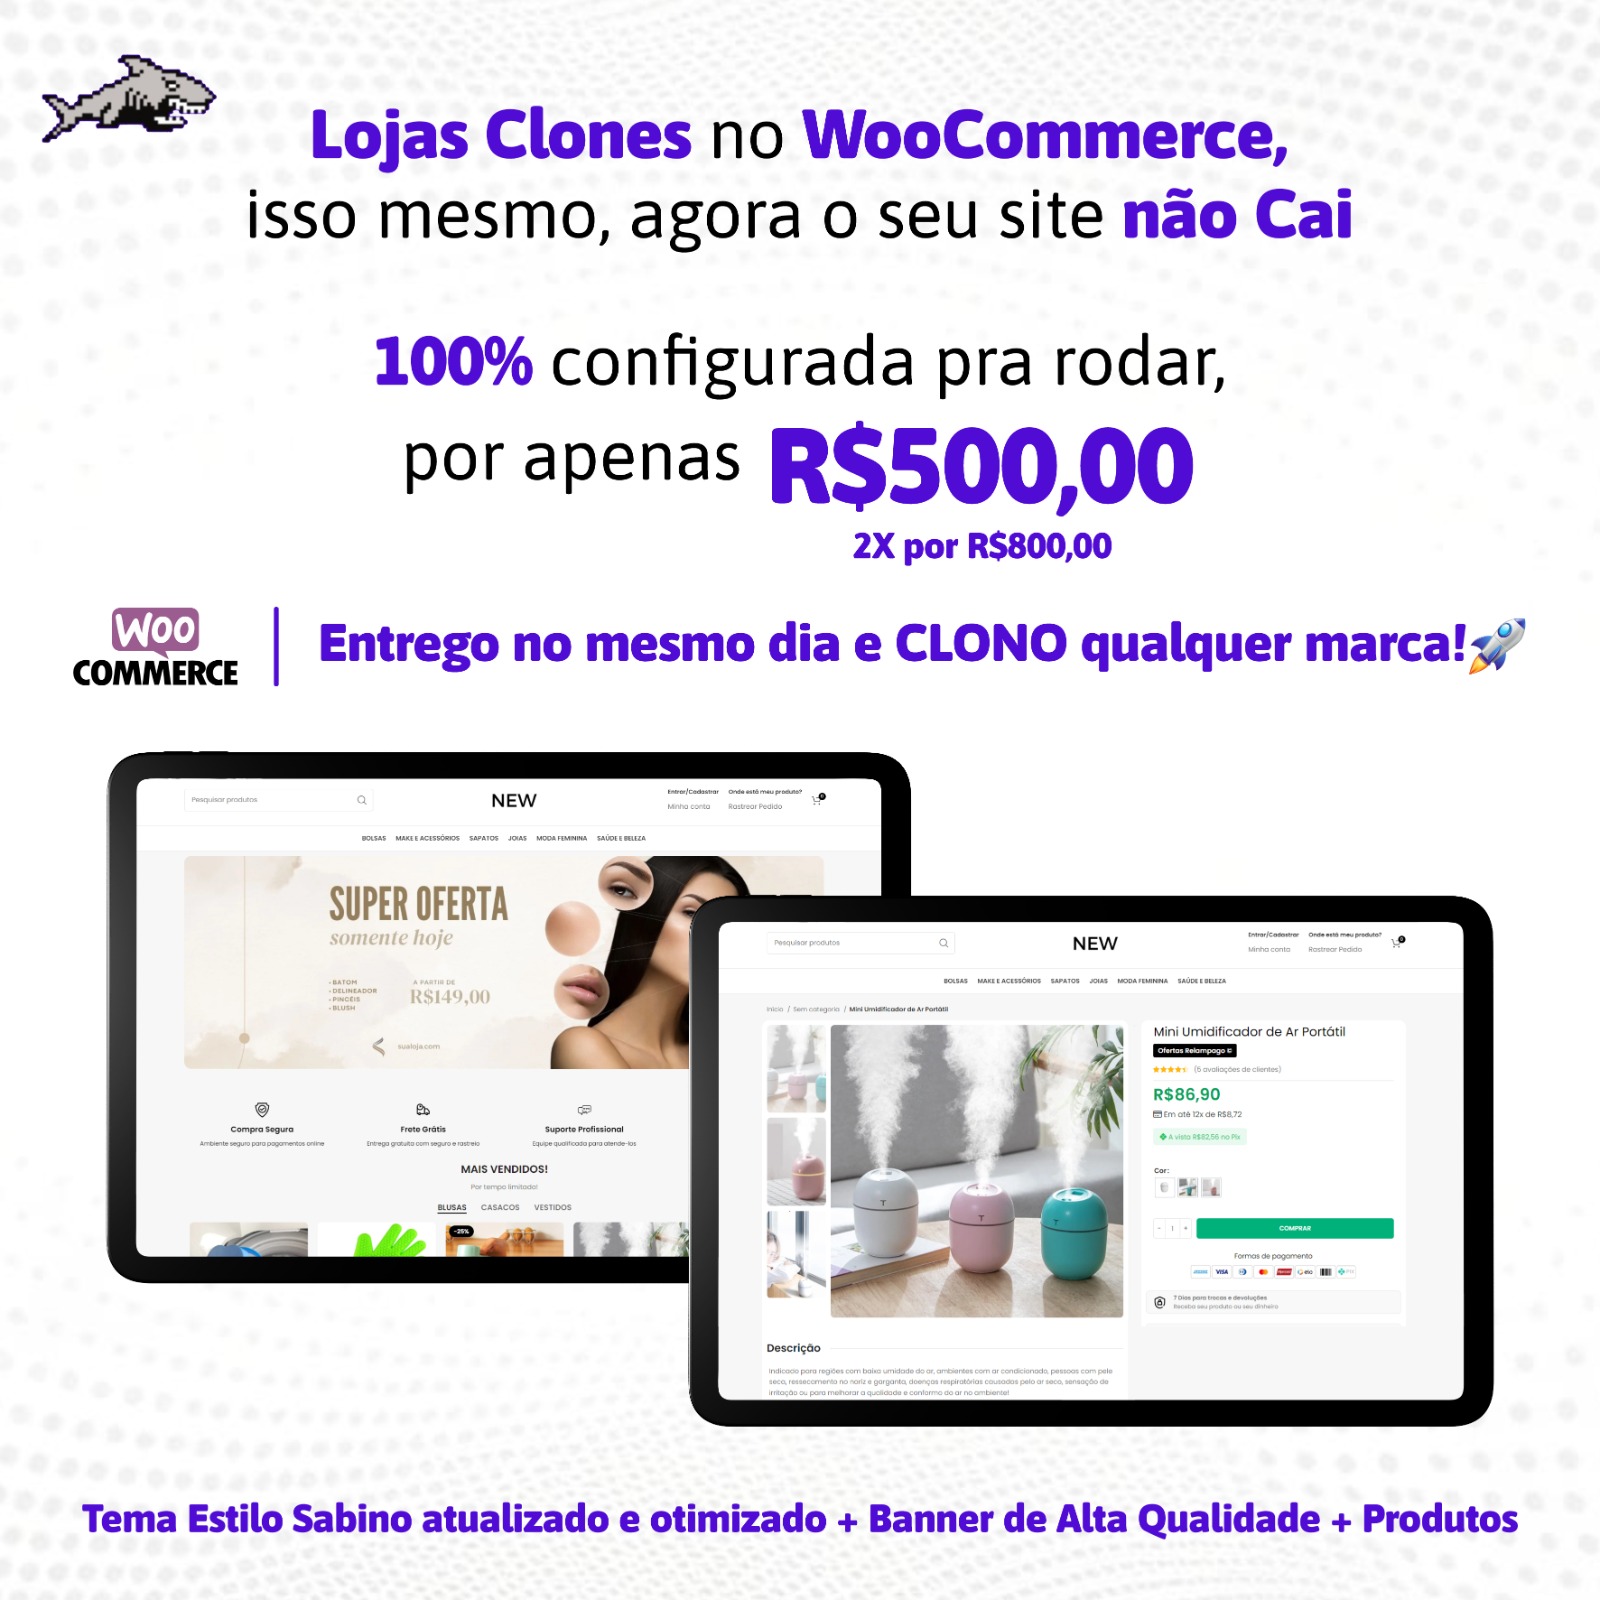 Lojas Clones no WooCommerce,
isso mesmo, agora o seu site não Cai
100% configurada pra rodar,
por apenas R$500,00
2X por R$800,00
WOO
COMMERCE
Entrego no mesmo dia e CLONO qualquer marca!🚀
Pesquisar produtos
NEW
Entrar/Cadastrar
Minha conta
Onde está meu produto?
Rastrear Pedido
0
BOLSAS MAKE E ACESSÓRIOS SAPATOS JOIAS MODA FEMININA SAÚDE E BELEZA
SUPER OFERTA
somente hoje
• BATOM
• DELINEADOR
• PINCÉIS
• BLUSH
A PARTIR DE
R$149,00
sualoja.com
Compra Segura
Ambiente seguro para pagamentos online
Frete Grátis
Entrega gratuita com seguro e rastreio
Suporte Profissional
Equipe qualificada para atende-los
MAIS VENDIDOS!
Por tempo limitado!
BLUSAS CASACOS VESTIDOS
-25%
Pesquisar produtos
NEW
Entrar/Cadastrar
Minha conta
Onde está meu produto?
Rastrear Pedido
0
BOLSAS MAKE E ACESSÓRIOS SAPATOS JOIAS MODA FEMININA SAÚDE E BELEZA
Início / Sem categoria / Mini Umidificador de Ar Portátil
Mini Umidificador de Ar Portátil
Ofertas Relampago
(5 avaliações de clientes)
R$86,90
Em até 12x de R$8,72
A vista R$82,56 no Pix
Cor:
- 1 +
COMPRAR
Formas de pagamento
VISA
elo
7 Dias para trocas e devoluções
Receba seu produto ou seu dinheiro
Descrição
Indicado para regiões com baixa umidade do ar, ambientes com ar condicionado, pessoas com pele
seca, ressecamento no nariz e garganta, doenças respiratórias causadas pelo ar seco, sensação de
irritação ou para melhorar a qualidade e conforno do ar no ambiente!
Tema Estilo Sabino atualizado e otimizado + Banner de Alta Qualidade + Produtos